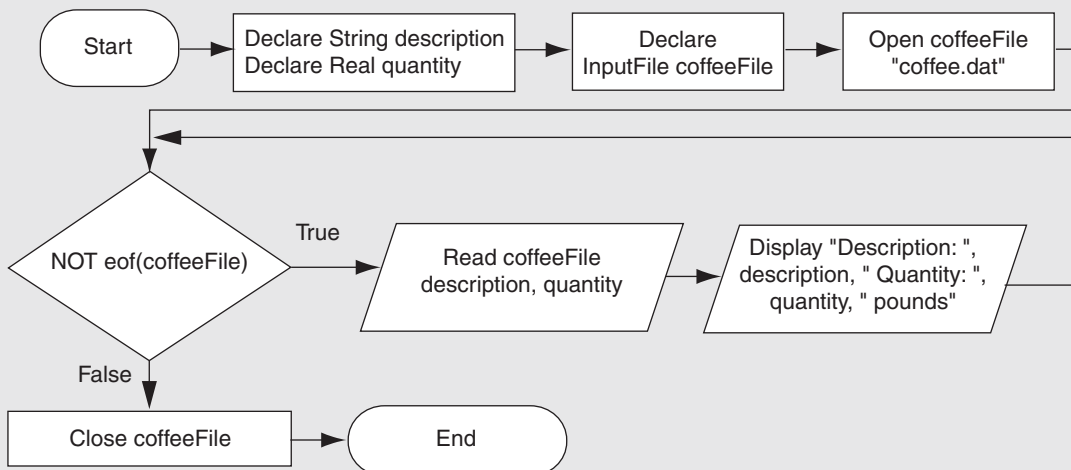 Start
Declare String description
Declare Real quantity
Declare
InputFile coffeeFile
Open coffeeFile
"coffee.dat"
NOT eof(coffeeFile)
True
Read coffeeFile
description, quantity
Display "Description: ",
description, " Quantity: ",
quantity, " pounds"
False
Close coffeeFile
End